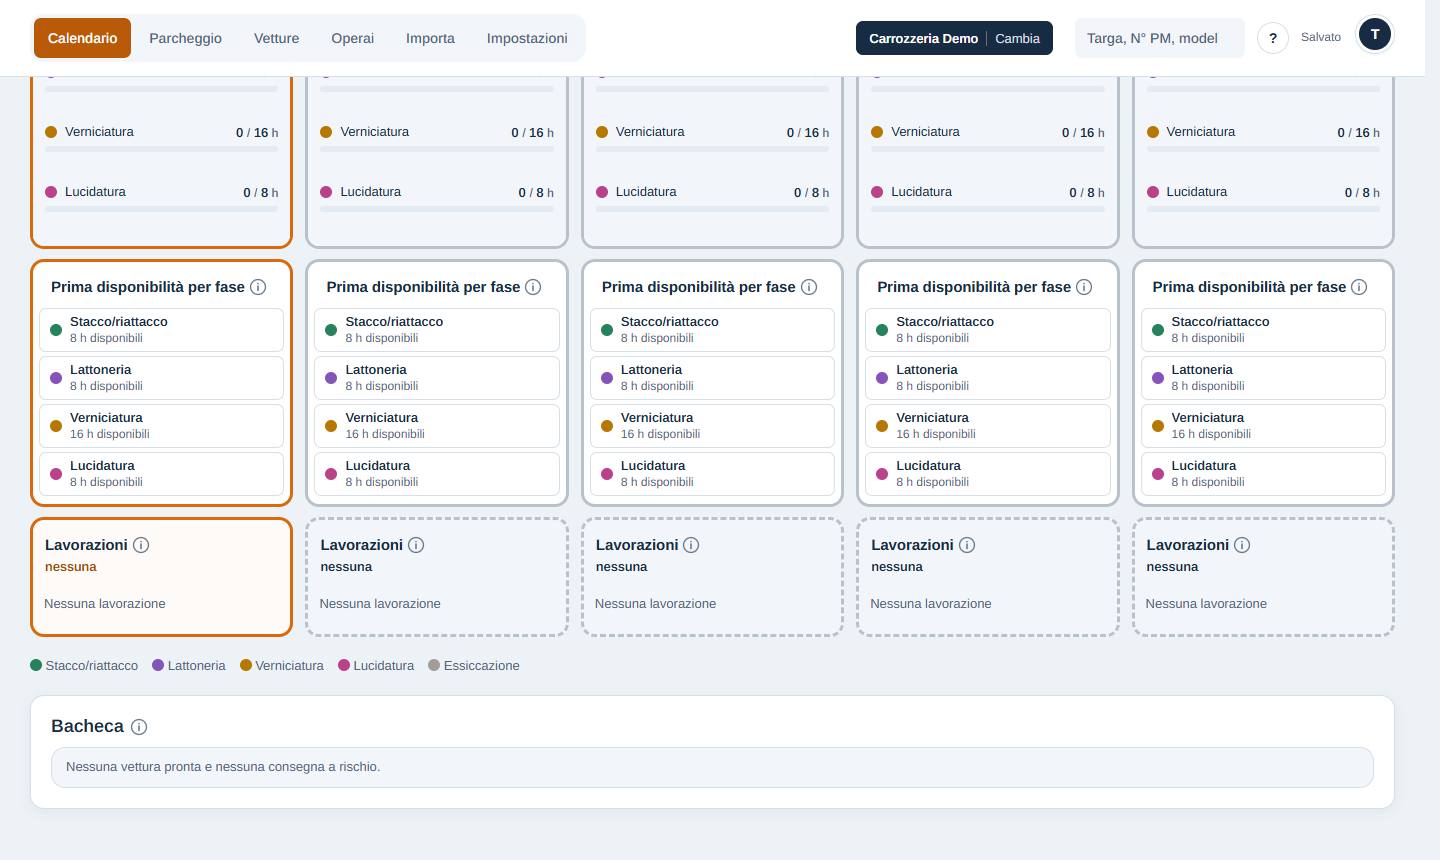 Calendario Parcheggio Vetture Operai Importa Impostazioni Carrozzeria Demo Cambia Targa, N° PM, model ? Salvato T
Verniciatura 0 / 16 h Verniciatura 0 / 16 h Verniciatura 0 / 16 h Verniciatura 0 / 16 h Verniciatura 0 / 16 h
Lucidatura 0 / 8 h Lucidatura 0 / 8 h Lucidatura 0 / 8 h Lucidatura 0 / 8 h Lucidatura 0 / 8 h
Prima disponibilità per fase Prima disponibilità per fase Prima disponibilità per fase Prima disponibilità per fase Prima disponibilità per fase
Stacco/riattacco Stacco/riattacco Stacco/riattacco Stacco/riattacco Stacco/riattacco
8 h disponibili 8 h disponibili 8 h disponibili 8 h disponibili 8 h disponibili
Lattoneria Lattoneria Lattoneria Lattoneria Lattoneria
8 h disponibili 8 h disponibili 8 h disponibili 8 h disponibili 8 h disponibili
Verniciatura Verniciatura Verniciatura Verniciatura Verniciatura
16 h disponibili 16 h disponibili 16 h disponibili 16 h disponibili 16 h disponibili
Lucidatura Lucidatura Lucidatura Lucidatura Lucidatura
8 h disponibili 8 h disponibili 8 h disponibili 8 h disponibili 8 h disponibili
Lavorazioni Lavorazioni Lavorazioni Lavorazioni Lavorazioni
nessuna nessuna nessuna nessuna nessuna
Nessuna lavorazione Nessuna lavorazione Nessuna lavorazione Nessuna lavorazione Nessuna lavorazione
Stacco/riattacco Lattoneria Verniciatura Lucidatura Essiccazione
Bacheca
Nessuna vettura pronta e nessuna consegna a rischio.